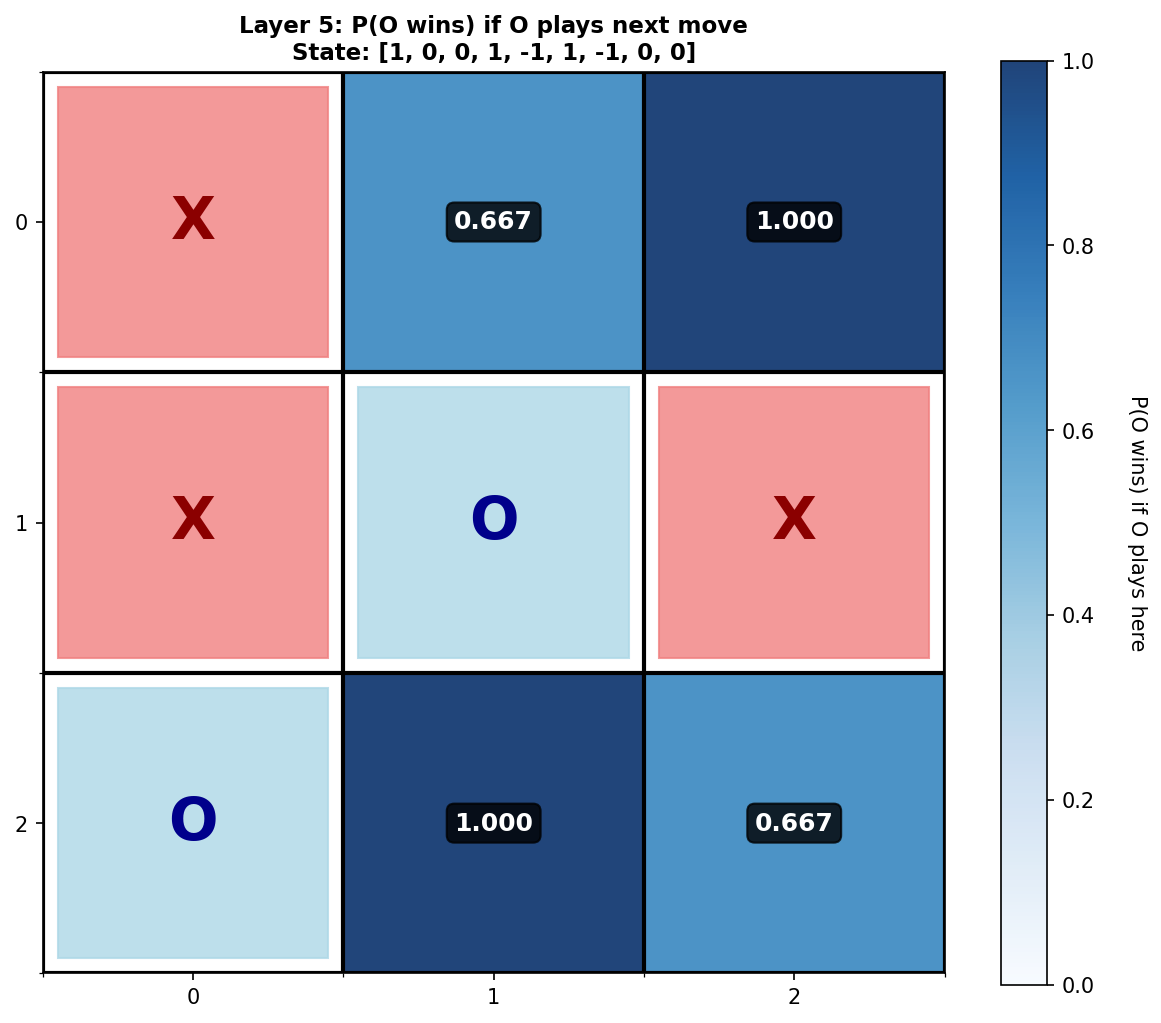 Layer 5: P(O wins) if O plays next move
State: [1, 0, 0, 1, -1, 1, -1, 0, 0]
0
X
0.667
1.000
1
X
O
X
2
O
1.000
0.667
0
1
2
1.0
0.8
0.6
0.4
0.2
0.0
P(O wins) if O plays here